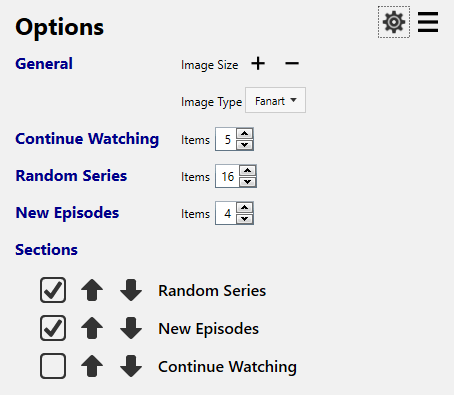 Options
General Image Size + −
Image Type Fanart
Continue Watching Items 5
Random Series Items 16
New Episodes Items 4
Sections
Random Series
New Episodes
Continue Watching